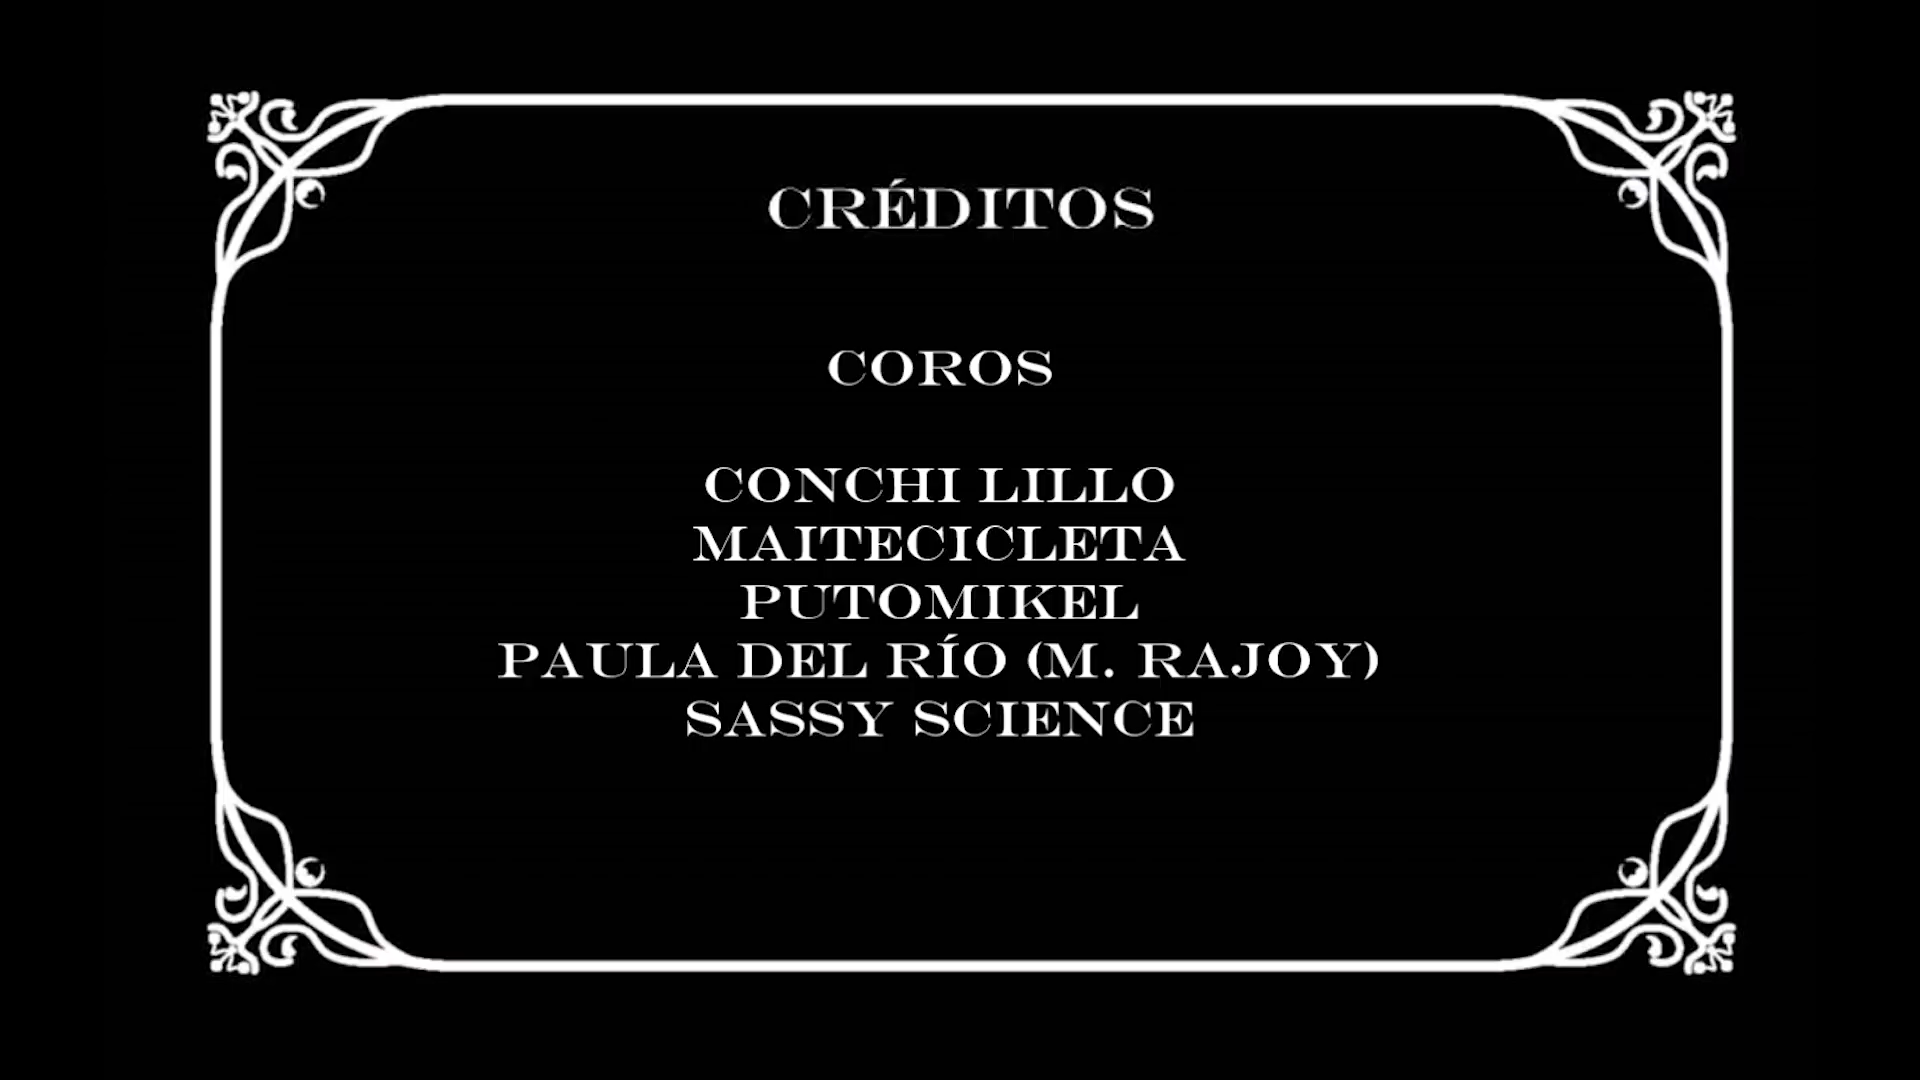 CRÉDITOS
COROS
CONCHI LILLO
MAITECICLETA
PUTOMIKEL
PAULA DEL RÍO (M. RAJOY)
SASSY SCIENCE